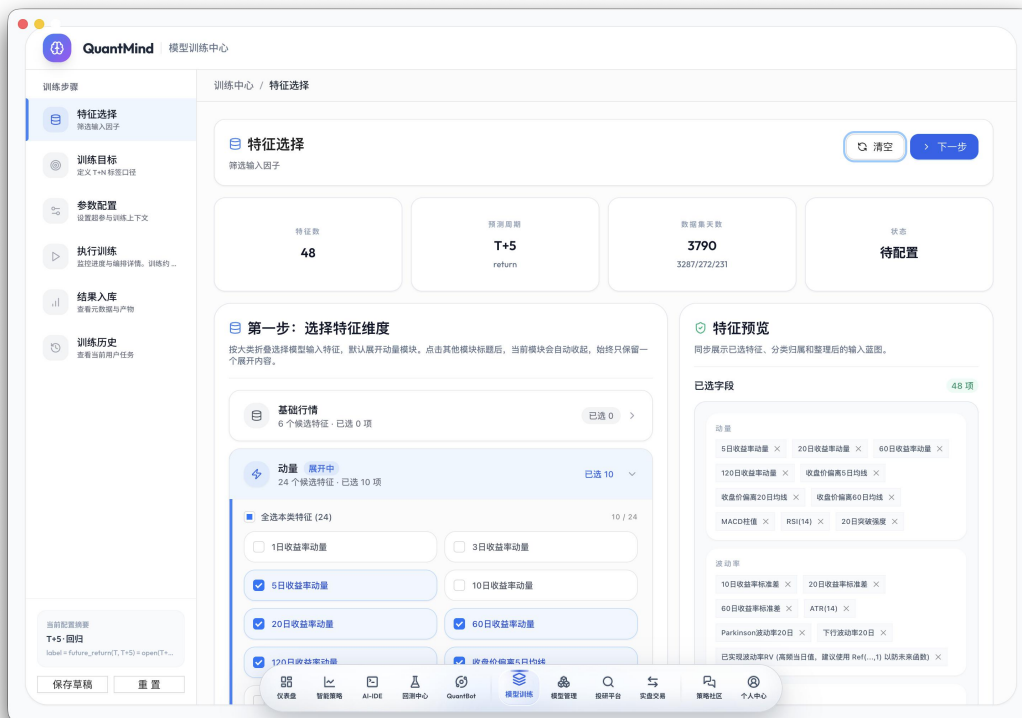 QuantMind
模型训练中心
训练步骤
特征选择
筛选输入因子
训练目标
定义 T+N 标签口径
参数配置
设置超参与训练上下文
执行训练
监控进度与编排详情。训练约 ...
结果入库
查看元数据与产物
训练历史
查看当前用户任务
当前配置摘要
T+5·回归
label = future_return(T, T+5) = open(T+...
保存草稿
重 置
训练中心 / 特征选择
特征选择
筛选输入因子
清空
下一步
特征数
48
预测周期
T+5
return
数据集天数
3790
3287/272/231
状态
待配置
第一步：选择特征维度
按大类折叠选择模型输入特征，默认展开动量模块。点击其他模块标题后，当前模块会自动收起，始终只保留一
个展开内容。
基础行情
6 个候选特征 · 已选 0 项
已选 0
动量 展开中
24 个候选特征 · 已选 10 项
已选 10
全选本类特征 (24)
10 / 24
1日收益率动量
3日收益率动量
5日收益率动量
10日收益率动量
20日收益率动量
60日收益率动量
120日收益率动量
收盘价偏离5日均线
特征预览
同步展示已选特征、分类归属和整理后的输入蓝图。
已选字段
48 项
动量
5日收益率动量 × 20日收益率动量 × 60日收益率动量 ×
120日收益率动量 × 收盘价偏离5日均线 ×
收盘价偏离20日均线 × 收盘价偏离60日均线 ×
MACD柱值 × RSI(14) × 20日突破强度 ×
波动率
10日收益率标准差 × 20日收益率标准差 ×
60日收益率标准差 × ATR(14) ×
Parkinson波动率20日 × 下行波动率20日 ×
已实现波动率RV (高频当日值，建议使用 Ref(...,1) 以防未来函数) ×
仪表盘
智能策略
AI-IDE
回测中心
QuantBot
模型训练
模型管理
投研平台
实盘交易
策略社区
个人中心